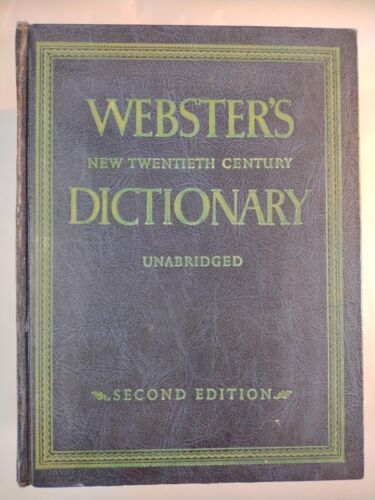 WEBSTER'S
NEW TWENTIETH CENTURY
DICTIONARY
UNABRIDGED
SECOND EDITION